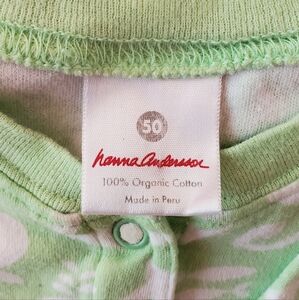 50
hanna andersson
100% Organic Cotton
Made in Peru